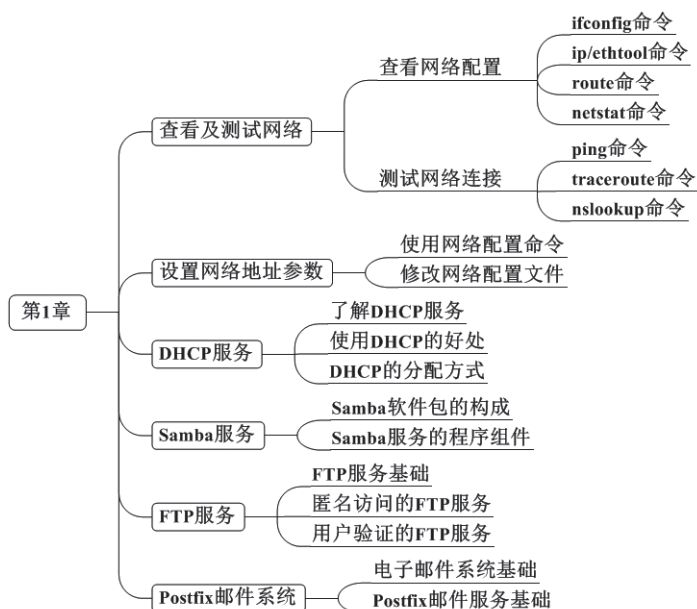 第1章
查看及测试网络
查看网络配置
ifconfig命令
ip/ethtool命令
route命令
netstat命令
测试网络连接
ping命令
traceroute命令
nslookup命令
设置网络地址参数
使用网络配置命令
修改网络配置文件
DHCP服务
了解DHCP服务
使用DHCP的好处
DHCP的分配方式
Samba服务
Samba软件包的构成
Samba服务的程序组件
FTP服务
FTP服务基础
匿名访问的FTP服务
用户验证的FTP服务
Postfix邮件系统
电子邮件系统基础
Postfix邮件服务基础